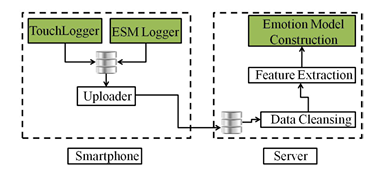 TouchLogger
ESM Logger
Uploader
Smartphone
Emotion Model
Construction
Feature Extraction
Data Cleansing
Server